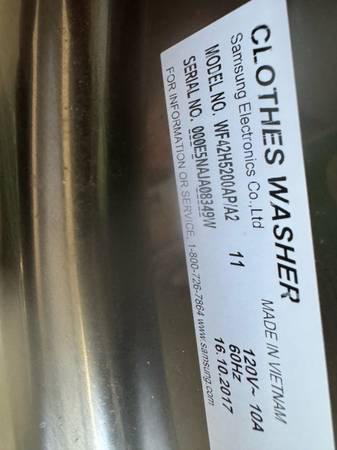 CLOTHES WASHER
Samsung Electronics Co.,Ltd MADE IN VIETNAM
MODEL NO. WF42H5200AP/A2 11 120V~ 10A
SERIAL NO. 000E5NAJA08349W 60Hz
FOR INFORMATION OR SERVICE. 1-800-726-7864 www.samsung.com 16.10.2017